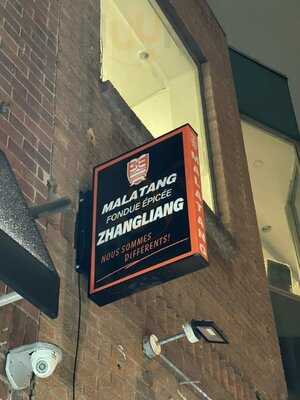 MALATANG
FONDUE ÉPICÉE
ZHANGLIANG
NOUS SOMMES
DIFFÉRENTS!